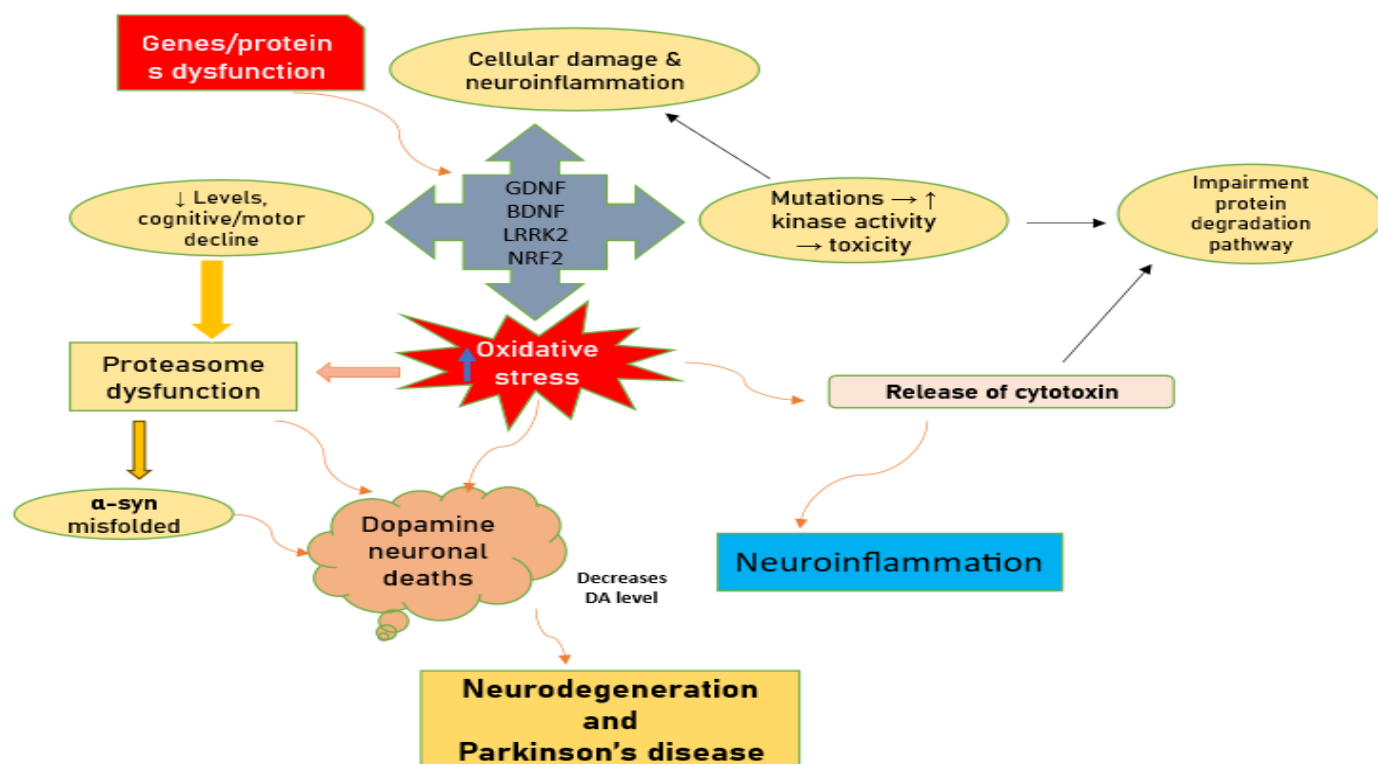 Genes/protein
s dysfunction
Cellular damage &
neuroinflammation
↓ Levels,
cognitive/motor
decline
GDNF
BDNF
LRRK2
NRF2
Mutations → ↑
kinase activity
→ toxicity
Impairment
protein
degradation
pathway
Proteasome
dysfunction
Oxidative
stress
Release of cytotoxin
α-syn
misfolded
Dopamine
neuronal
deaths
Decreases
DA level
Neuroinflammation
Neurodegeneration
and
Parkinson's disease